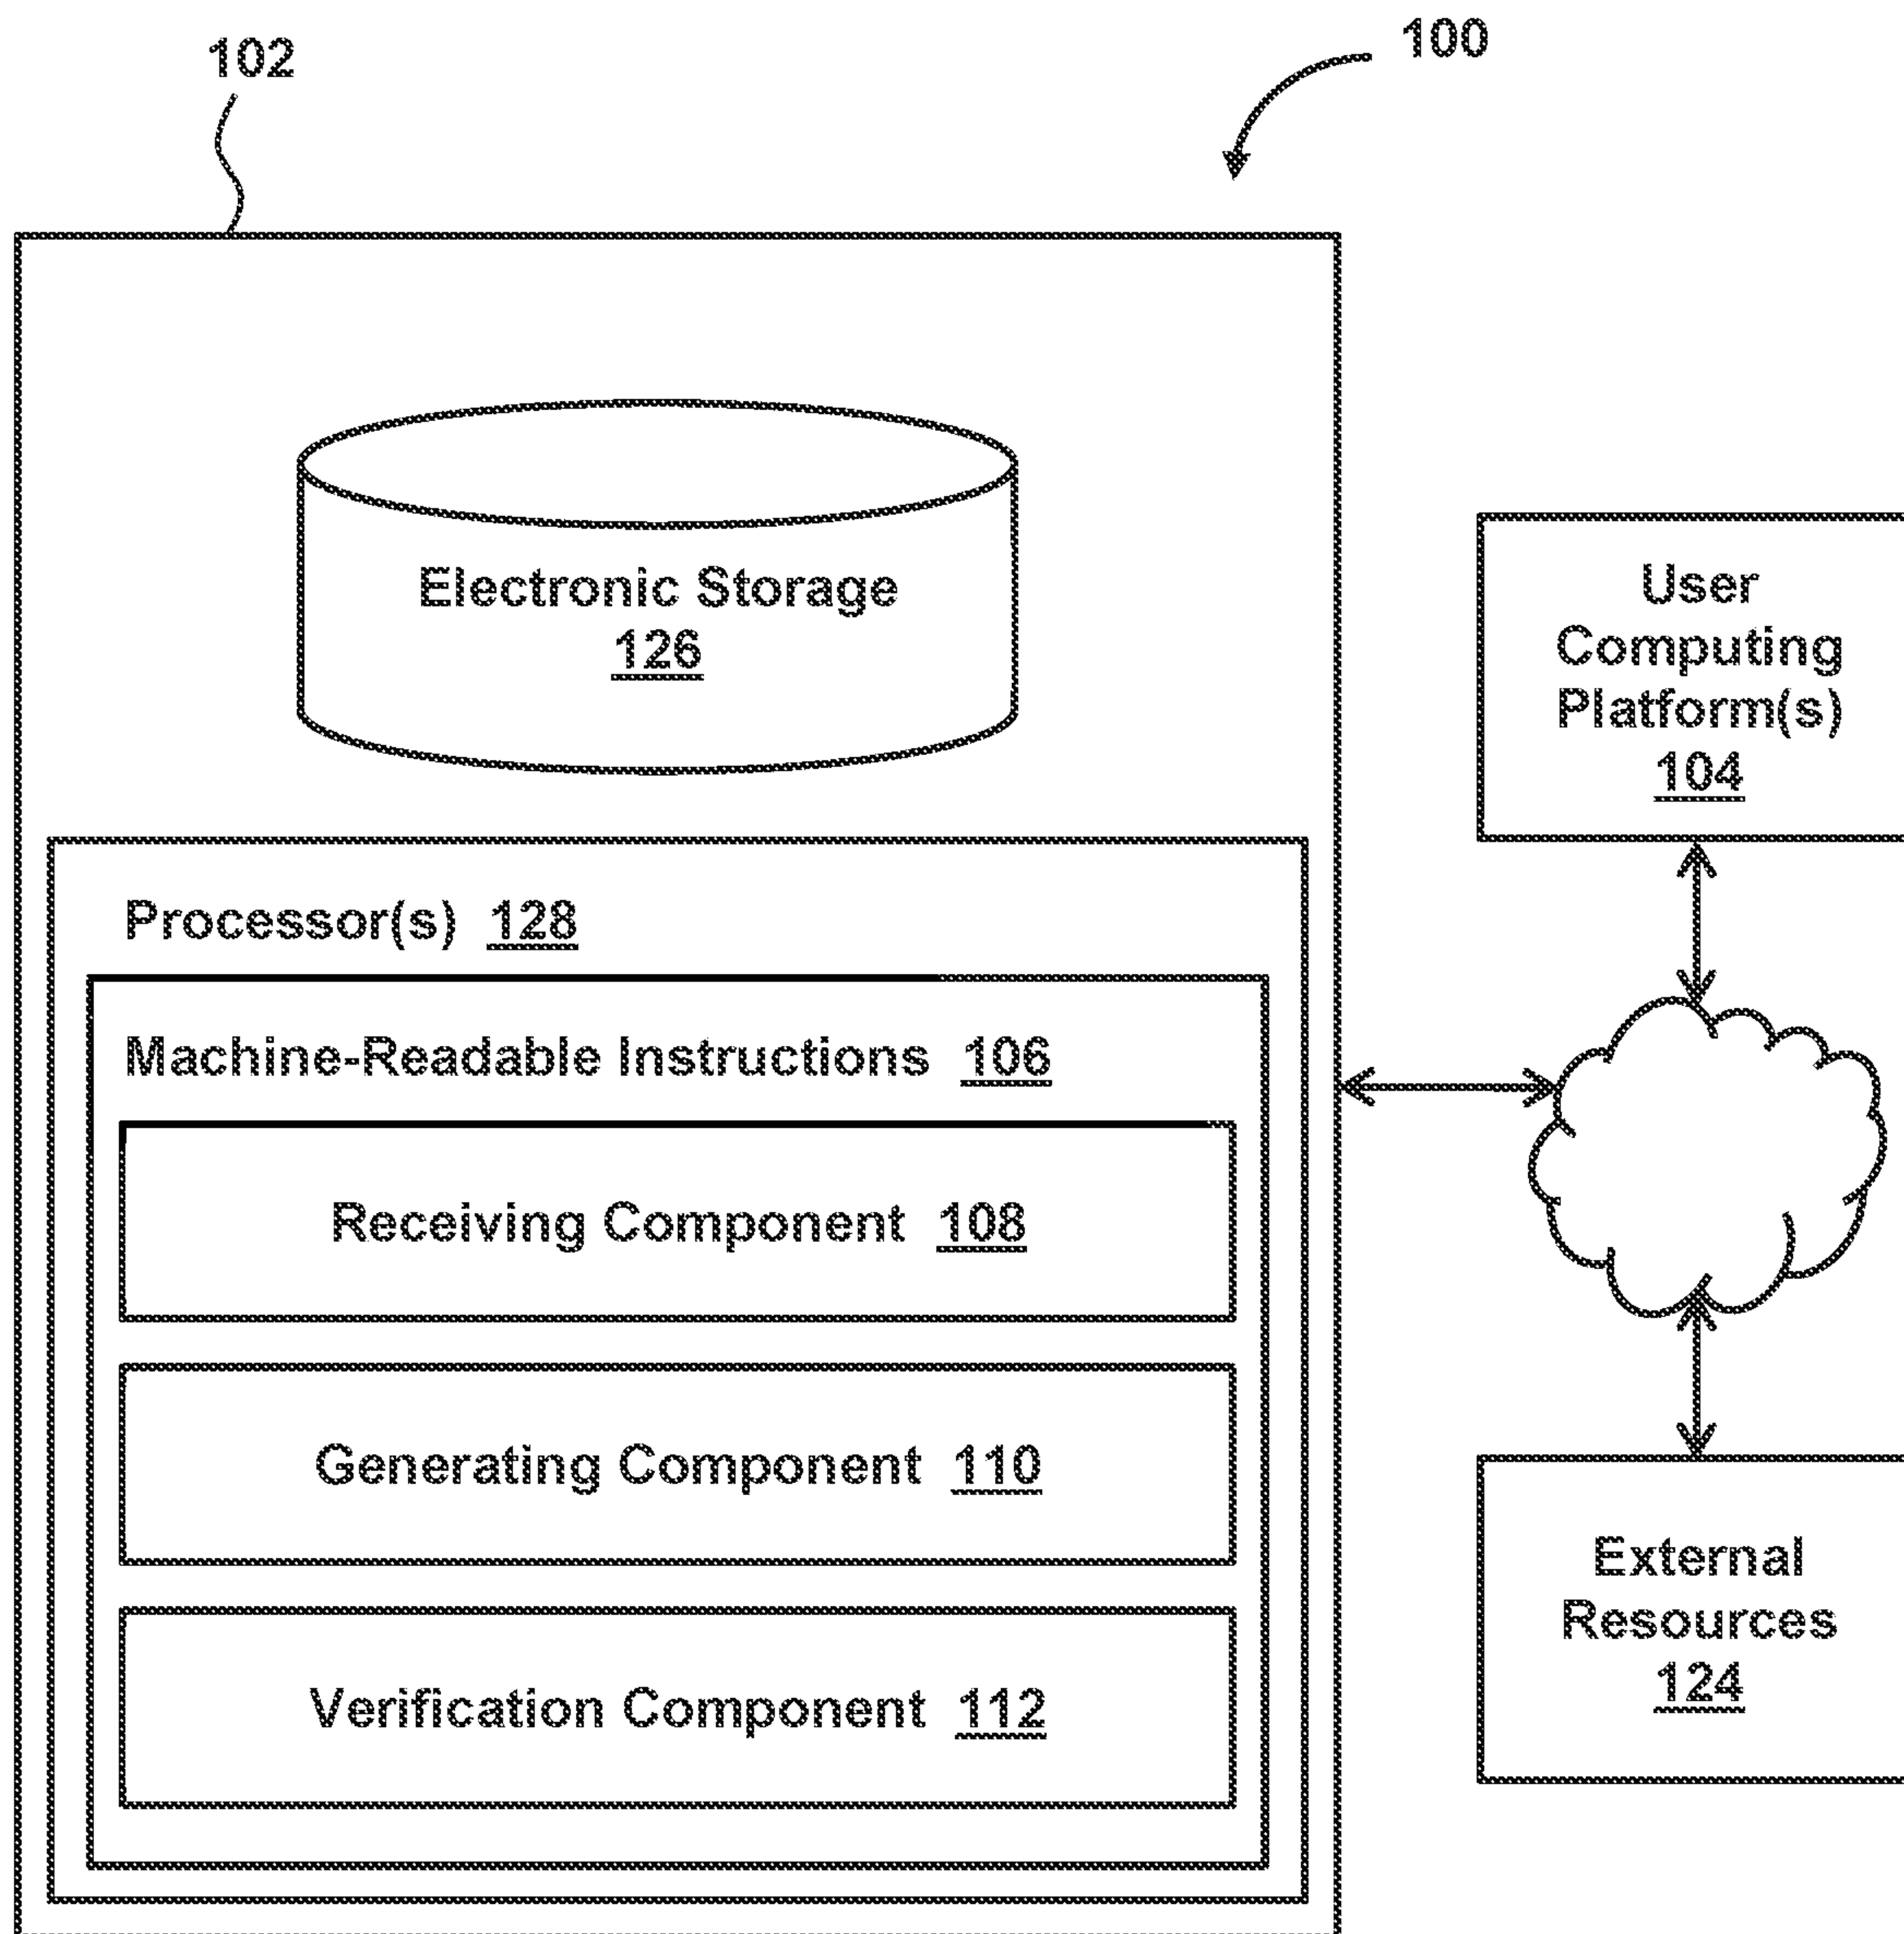 102
100
Electronic Storage
126
User
Computing
Platform(s)
104
Processor(s) 128
Machine-Readable Instructions 106
Receiving Component 108
Generating Component 110
Verification Component 112
External
Resources
124